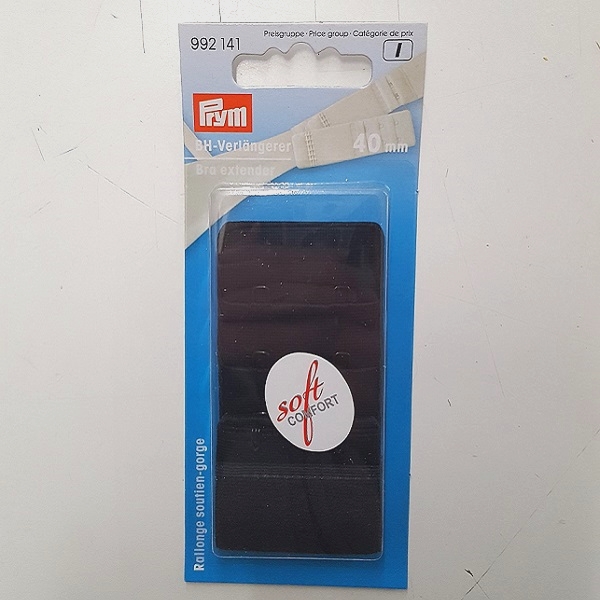 992 141
Preisgruppe · Price group · Catégorie de prix
I
Prym
BH-Verlängerer
40 mm
Bra extender
soft
COMFORT
Rallonge soutien-gorge